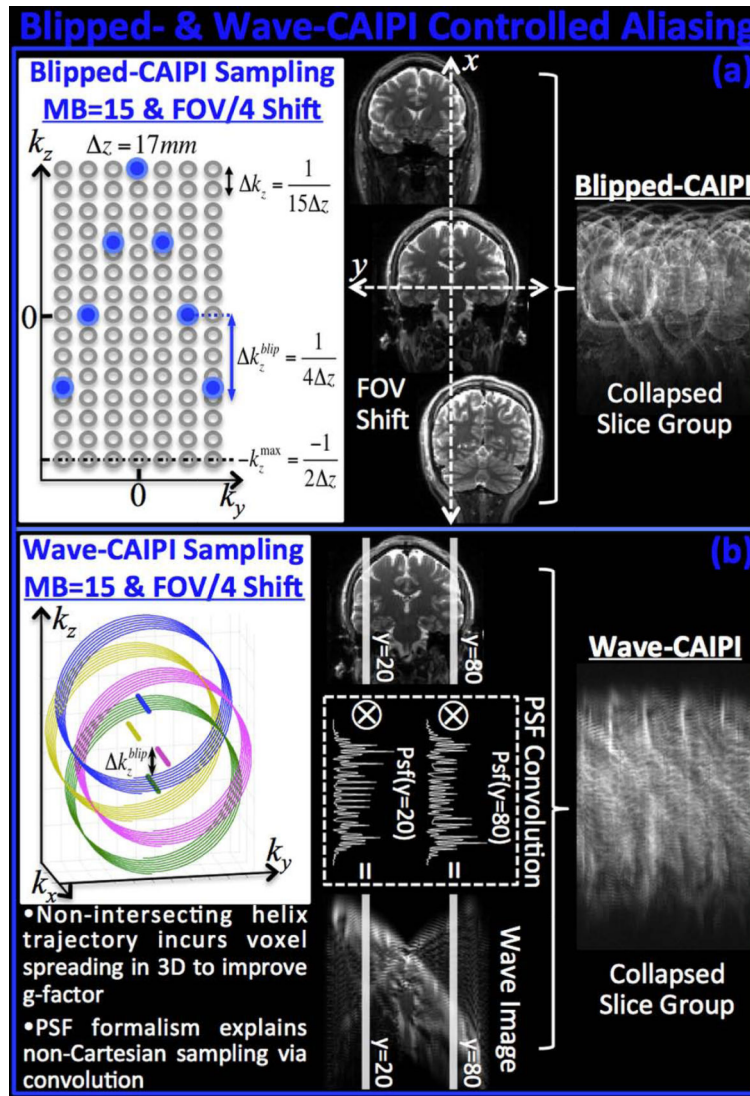 Blipped- & Wave-CAIPI Controlled Aliasing
(a)
Blipped-CAIPI Sampling
MB=15 & FOV/4 Shift
k_z
Δz = 17mm
Δk_z = 1/(15Δz)
0
Δk_z^blip = 1/(4Δz)
−k_z^max = −1/(2Δz)
0
k_y
x
y
FOV
Shift
Blipped-CAIPI
Collapsed
Slice Group
(b)
Wave-CAIPI Sampling
MB=15 & FOV/4 Shift
k_z
Δk_z^blip
k_y
k_x
•Non-intersecting helix
trajectory incurs voxel
spreading in 3D to improve
g-factor
•PSF formalism explains
non-Cartesian sampling via
convolution
y=20
y=80
⊗
⊗
Psf(y=20)
Psf(y=80)
PSF Convolution
=
=
Wave Image
y=20
y=80
Wave-CAIPI
Collapsed
Slice Group